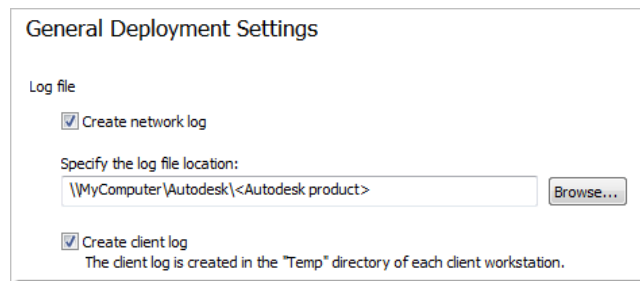 General Deployment Settings
Log file
Create network log
Specify the log file location:
\\MyComputer\Autodesk\<Autodesk product>
Browse...
Create client log
The client log is created in the "Temp" directory of each client workstation.